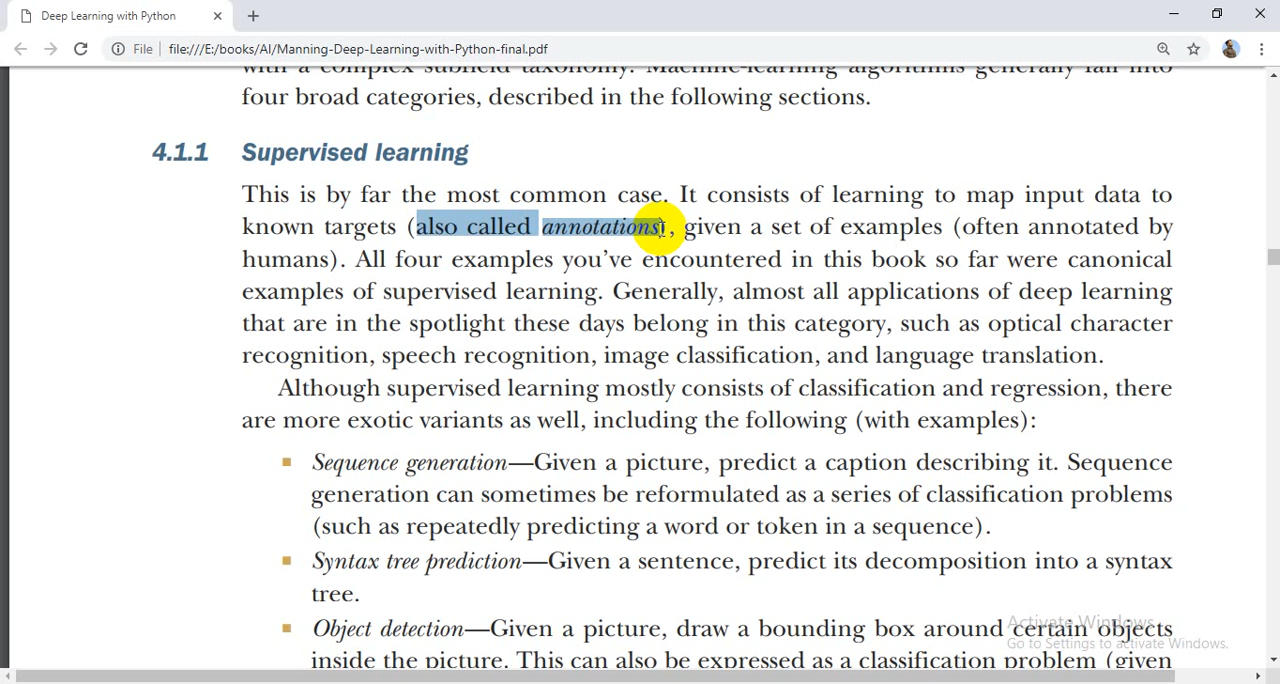 Deep Learning with Python
File file:///E:/books/AI/Manning-Deep-Learning-with-Python-final.pdf
with a complex subfield taxonomy. Machine-learning algorithms generally fall into
four broad categories, described in the following sections.
4.1.1 Supervised learning
This is by far the most common case. It consists of learning to map input data to
known targets (also called annotations), given a set of examples (often annotated by
humans). All four examples you've encountered in this book so far were canonical
examples of supervised learning. Generally, almost all applications of deep learning
that are in the spotlight these days belong in this category, such as optical character
recognition, speech recognition, image classification, and language translation.
Although supervised learning mostly consists of classification and regression, there
are more exotic variants as well, including the following (with examples):
Sequence generation—Given a picture, predict a caption describing it. Sequence
generation can sometimes be reformulated as a series of classification problems
(such as repeatedly predicting a word or token in a sequence).
Syntax tree prediction—Given a sentence, predict its decomposition into a syntax
tree.
Object detection—Given a picture, draw a bounding box around certain objects
inside the picture. This can also be expressed as a classification problem (given
Activate Windows
Go to Settings to activate Windows.